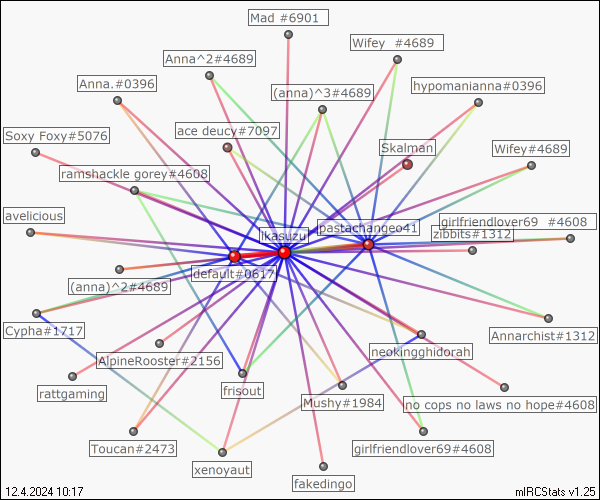 Mad #6901
Wifey #4689
Anna^2#4689
Anna.#0396
(anna)^3#4689
hypomanianna#0396
ace deucy#7097
Soxy Foxy#5076
Skalman
Wifey#4689
ramshackle gorey#4608
avelicious
ikasuzu
pastachangeo41
girlfriendlover69 #4608
zibbits#1312
default#0617
(anna)^2#4689
Cypha#1717
Annarchist#1312
AlpineRooster#2156
neokingghidorah
rattgaming
frisout
Mushy#1984
no cops no laws no hope#4608
Toucan#2473
girlfriendlover69#4608
xenoyaut
fakedingo
12.4.2024 10:17
mIRCStats v1.25